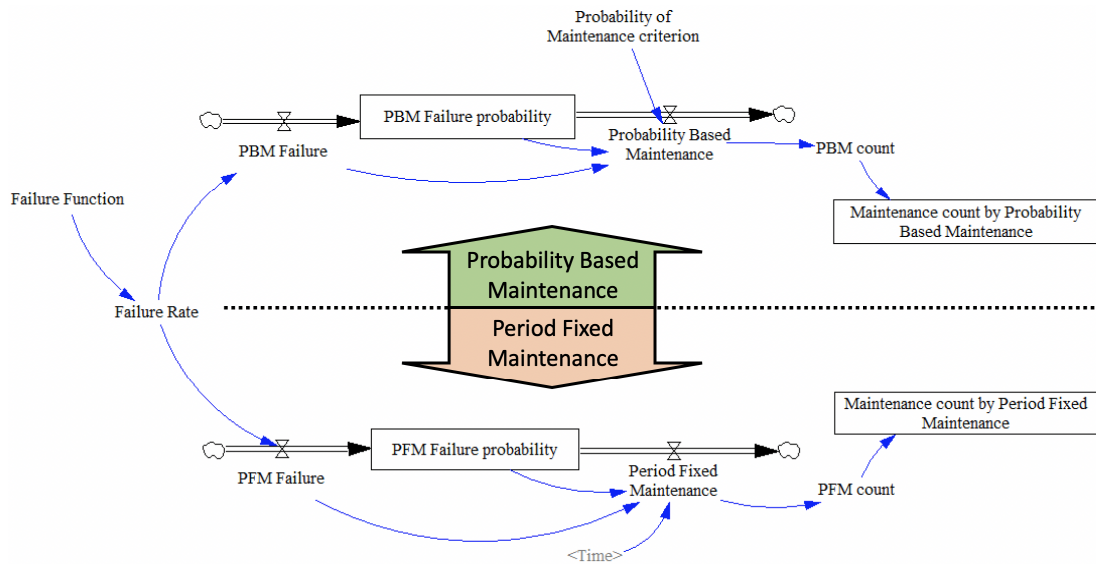 Probability of
Maintenance criterion
PBM Failure probability
PBM Failure
Probability Based
Maintenance
PBM count
Failure Function
Maintenance count by Probability
Based Maintenance
Probability Based
Maintenance
Failure Rate
Period Fixed
Maintenance
Maintenance count by Period Fixed
Maintenance
PFM Failure probability
PFM Failure
Period Fixed
Maintenance
PFM count
<Time>